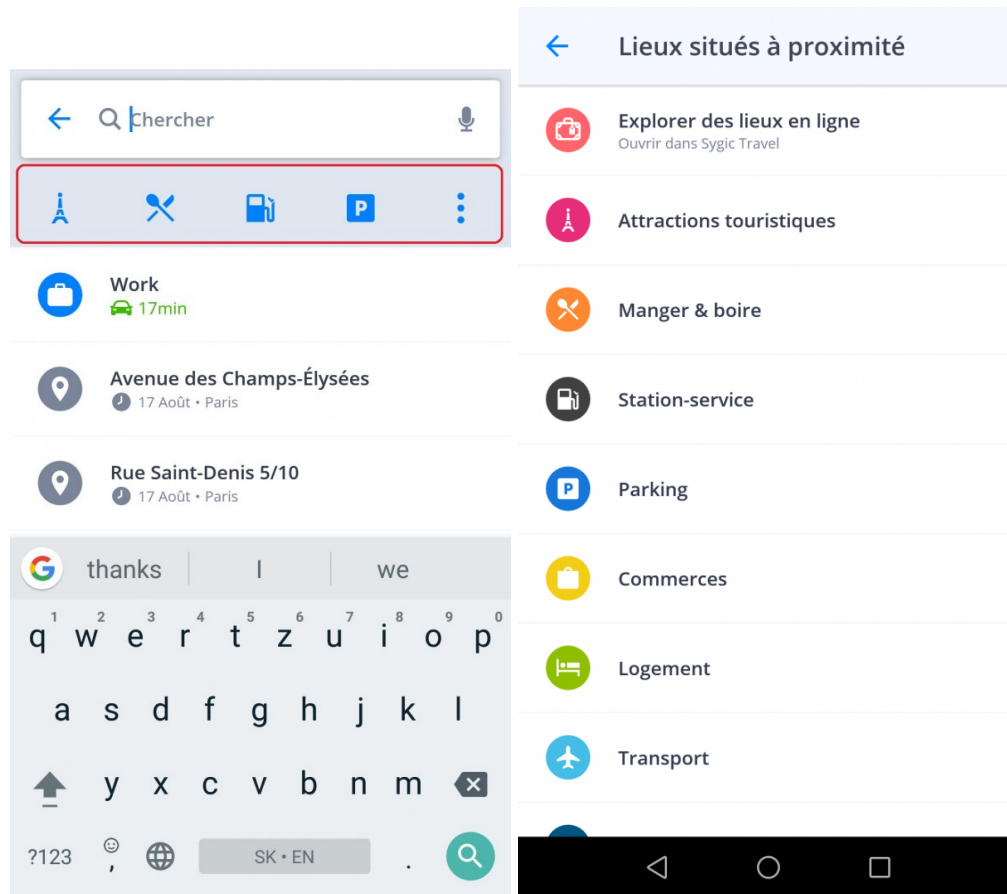 Chercher
P
Work
17min
Avenue des Champs-Élysées
17 Août • Paris
Rue Saint-Denis 5/10
17 Août • Paris
G thanks I we
1 2 3 4 5 6 7 8 9 0
q w e r t z u i o p
a s d f g h j k l
y x c v b n m
?123 , SK • EN .
Lieux situés à proximité
Explorer des lieux en ligne
Ouvrir dans Sygic Travel
Attractions touristiques
Manger & boire
Station-service
P Parking
Commerces
Logement
Transport